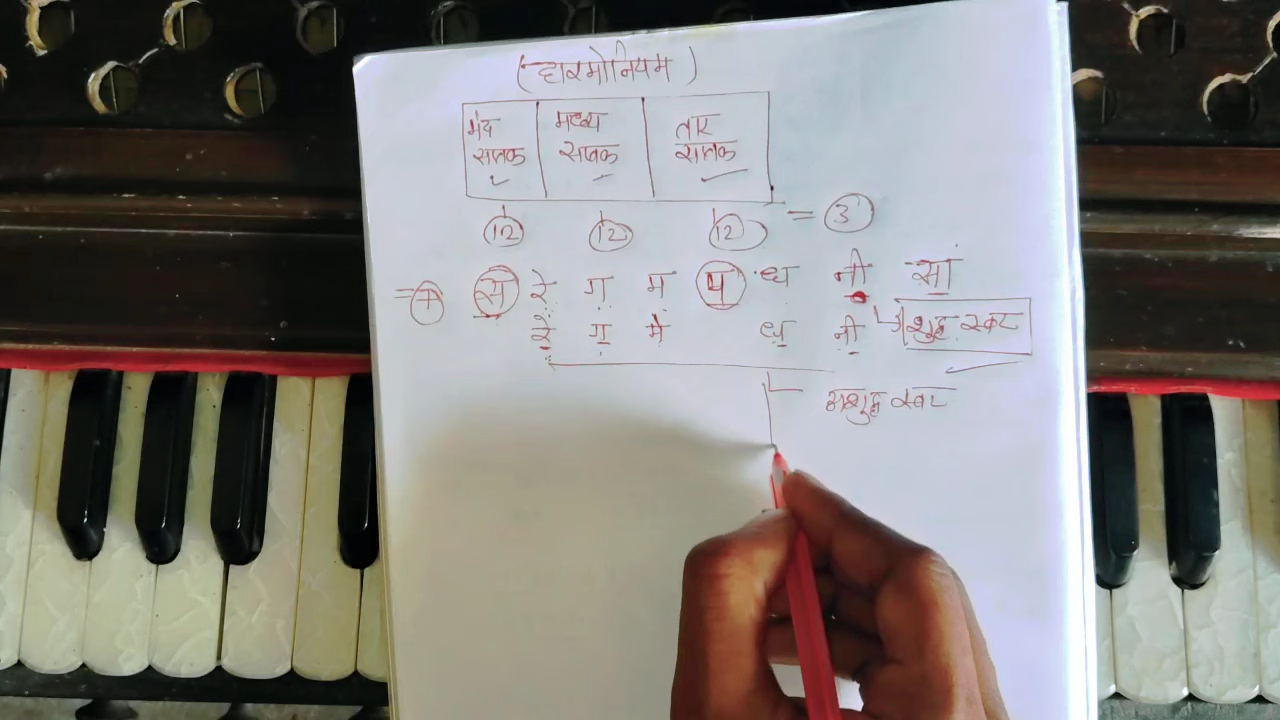 (हारमोनियम)
मंद्र सप्तक मध्य सप्तक तार सप्तक
12 12 12 = 3
= 7 स रे ग म प ध नी सां
रे ग मे ध नी शुद्ध स्वर
अशुद्ध स्वर